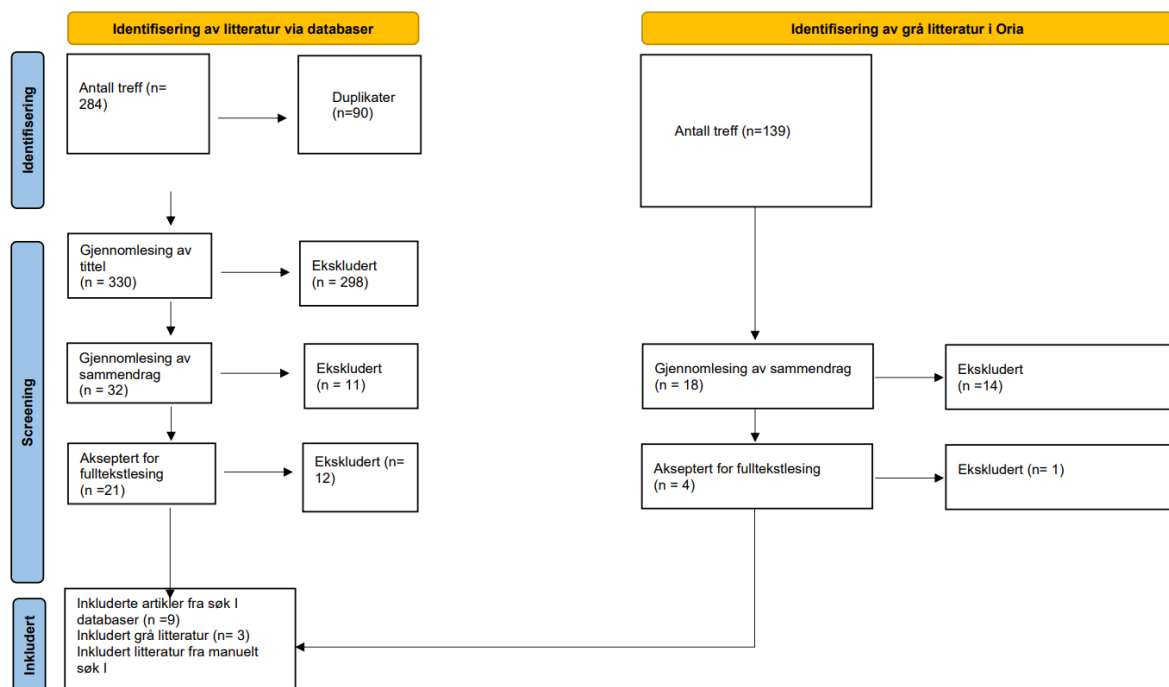 Identifisering av litteratur via databaser
Identifisering av grå litteratur i Oria
Identifisering
Antall treff (n=
284)
Duplikater
(n=90)
Antall treff (n=139)
Screening
Gjennomlesing av
tittel
(n = 330)
Ekskludert
(n = 298)
Gjennomlesing av
sammendrag
(n = 32)
Ekskludert
(n = 11)
Gjennomlesing av sammendrag
(n = 18)
Ekskludert
(n =14)
Akseptert for
fulltekstlesing
(n =21)
Ekskludert (n=
12)
Akseptert for fulltekstlesing
(n = 4)
Ekskludert (n= 1)
Inkludert
Inkluderte artikler fra søk I
databaser (n =9)
Inkludert grå litteratur (n= 3)
Inkludert litteratur fra manuelt
søk I